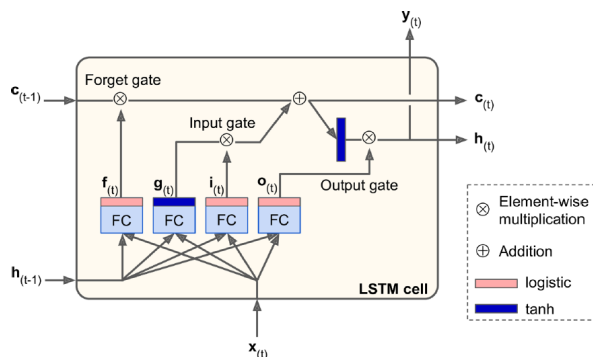 y(t)
Forget gate
c(t-1)
c(t)
Input gate
h(t)
f(t)
g(t)
i(t)
o(t)
Output gate
FC
FC
FC
FC
Element-wise
multiplication
Addition
h(t-1)
logistic
LSTM cell
tanh
x(t)